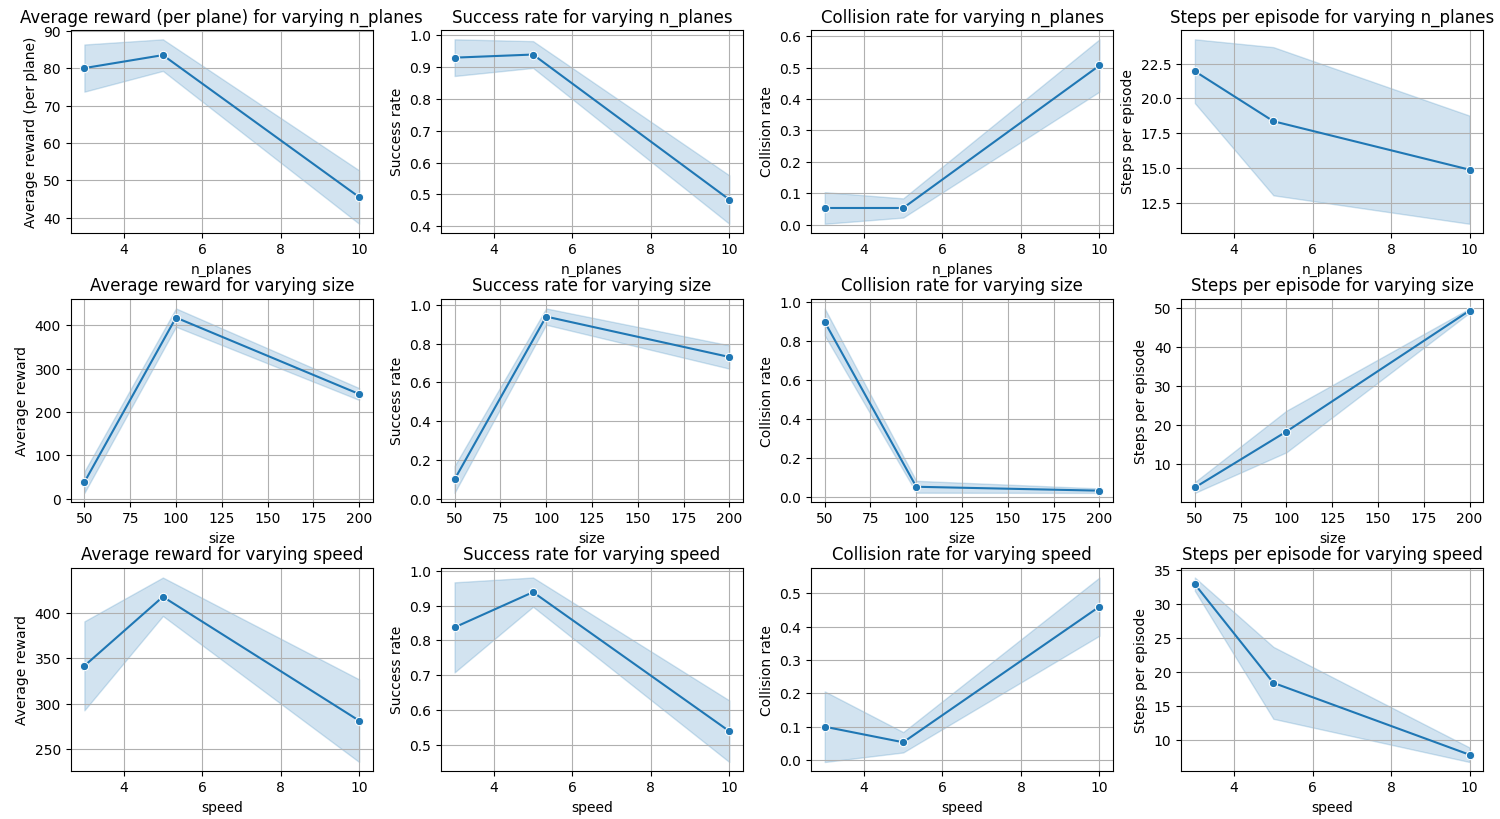 Average reward (per plane) for varying n_planes
Average reward (per plane)
90
80
70
60
50
40
4 6 8 10
n_planes
Success rate for varying n_planes
Success rate
1.0
0.9
0.8
0.7
0.6
0.5
0.4
4 6 8 10
n_planes
Collision rate for varying n_planes
Collision rate
0.6
0.5
0.4
0.3
0.2
0.1
0.0
4 6 8 10
n_planes
Steps per episode for varying n_planes
Steps per episode
22.5
20.0
17.5
15.0
12.5
4 6 8 10
n_planes
Average reward for varying size
Average reward
400
300
200
100
0
50 75 100 125 150 175 200
size
Success rate for varying size
Success rate
1.0
0.8
0.6
0.4
0.2
0.0
50 75 100 125 150 175 200
size
Collision rate for varying size
Collision rate
1.0
0.8
0.6
0.4
0.2
0.0
50 75 100 125 150 175 200
size
Steps per episode for varying size
Steps per episode
50
40
30
20
10
50 75 100 125 150 175 200
size
Average reward for varying speed
Average reward
400
350
300
250
4 6 8 10
speed
Success rate for varying speed
Success rate
1.0
0.9
0.8
0.7
0.6
0.5
4 6 8 10
speed
Collision rate for varying speed
Collision rate
0.5
0.4
0.3
0.2
0.1
0.0
4 6 8 10
speed
Steps per episode for varying speed
Steps per episode
35
30
25
20
15
10
4 6 8 10
speed